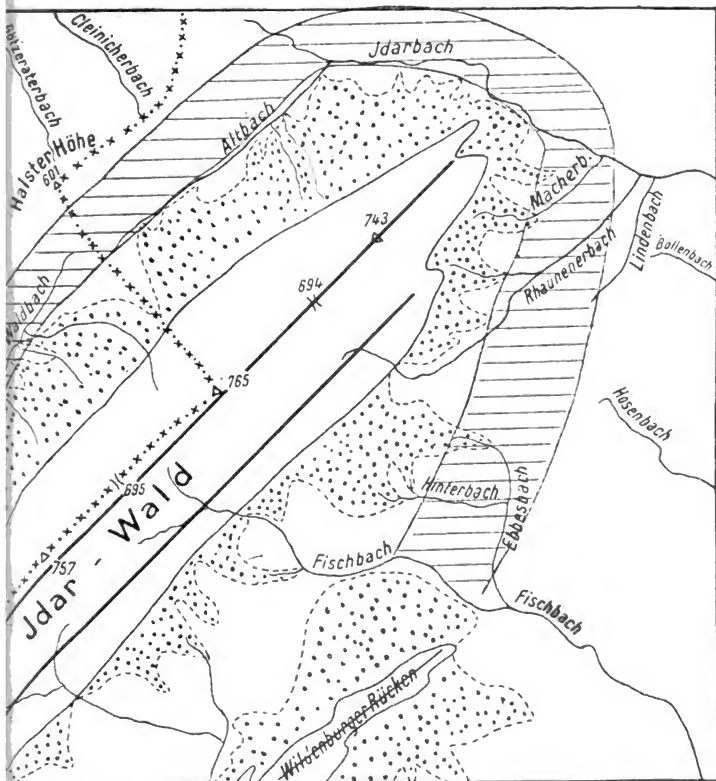 Cleinicherbach
Jdarbach
Altbach
Halster Höhe
601
Macherb.
743
Lindenbach
Bollenbach
Rhaunenerbach
694
765
Hosenbach
695
757
Jdar - Wald
Hinterbach
Ebbesbach
Fischbach
Fischbach
Wildenburger Rücken